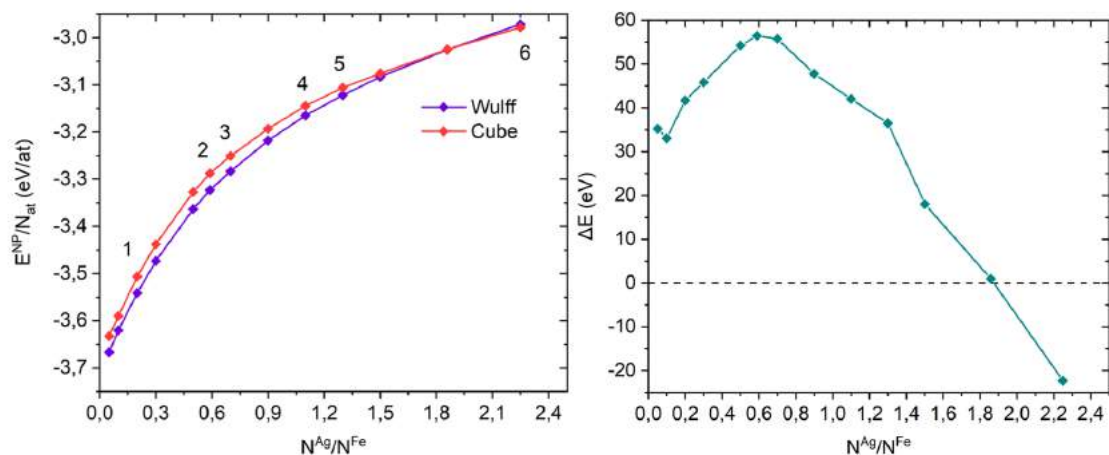 -3,0
-3,1
-3,2
-3,3
-3,4
-3,5
-3,6
-3,7
E^NP/N_at (eV/at)
1
2
3
4
5
6
Wulff
Cube
0,0 0,3 0,6 0,9 1,2 1,5 1,8 2,1 2,4
N^Ag/N^Fe
60
50
40
30
20
10
0
-10
-20
ΔE (eV)
0,0 0,2 0,4 0,6 0,8 1,0 1,2 1,4 1,6 1,8 2,0 2,2 2,4
N^Ag/N^Fe